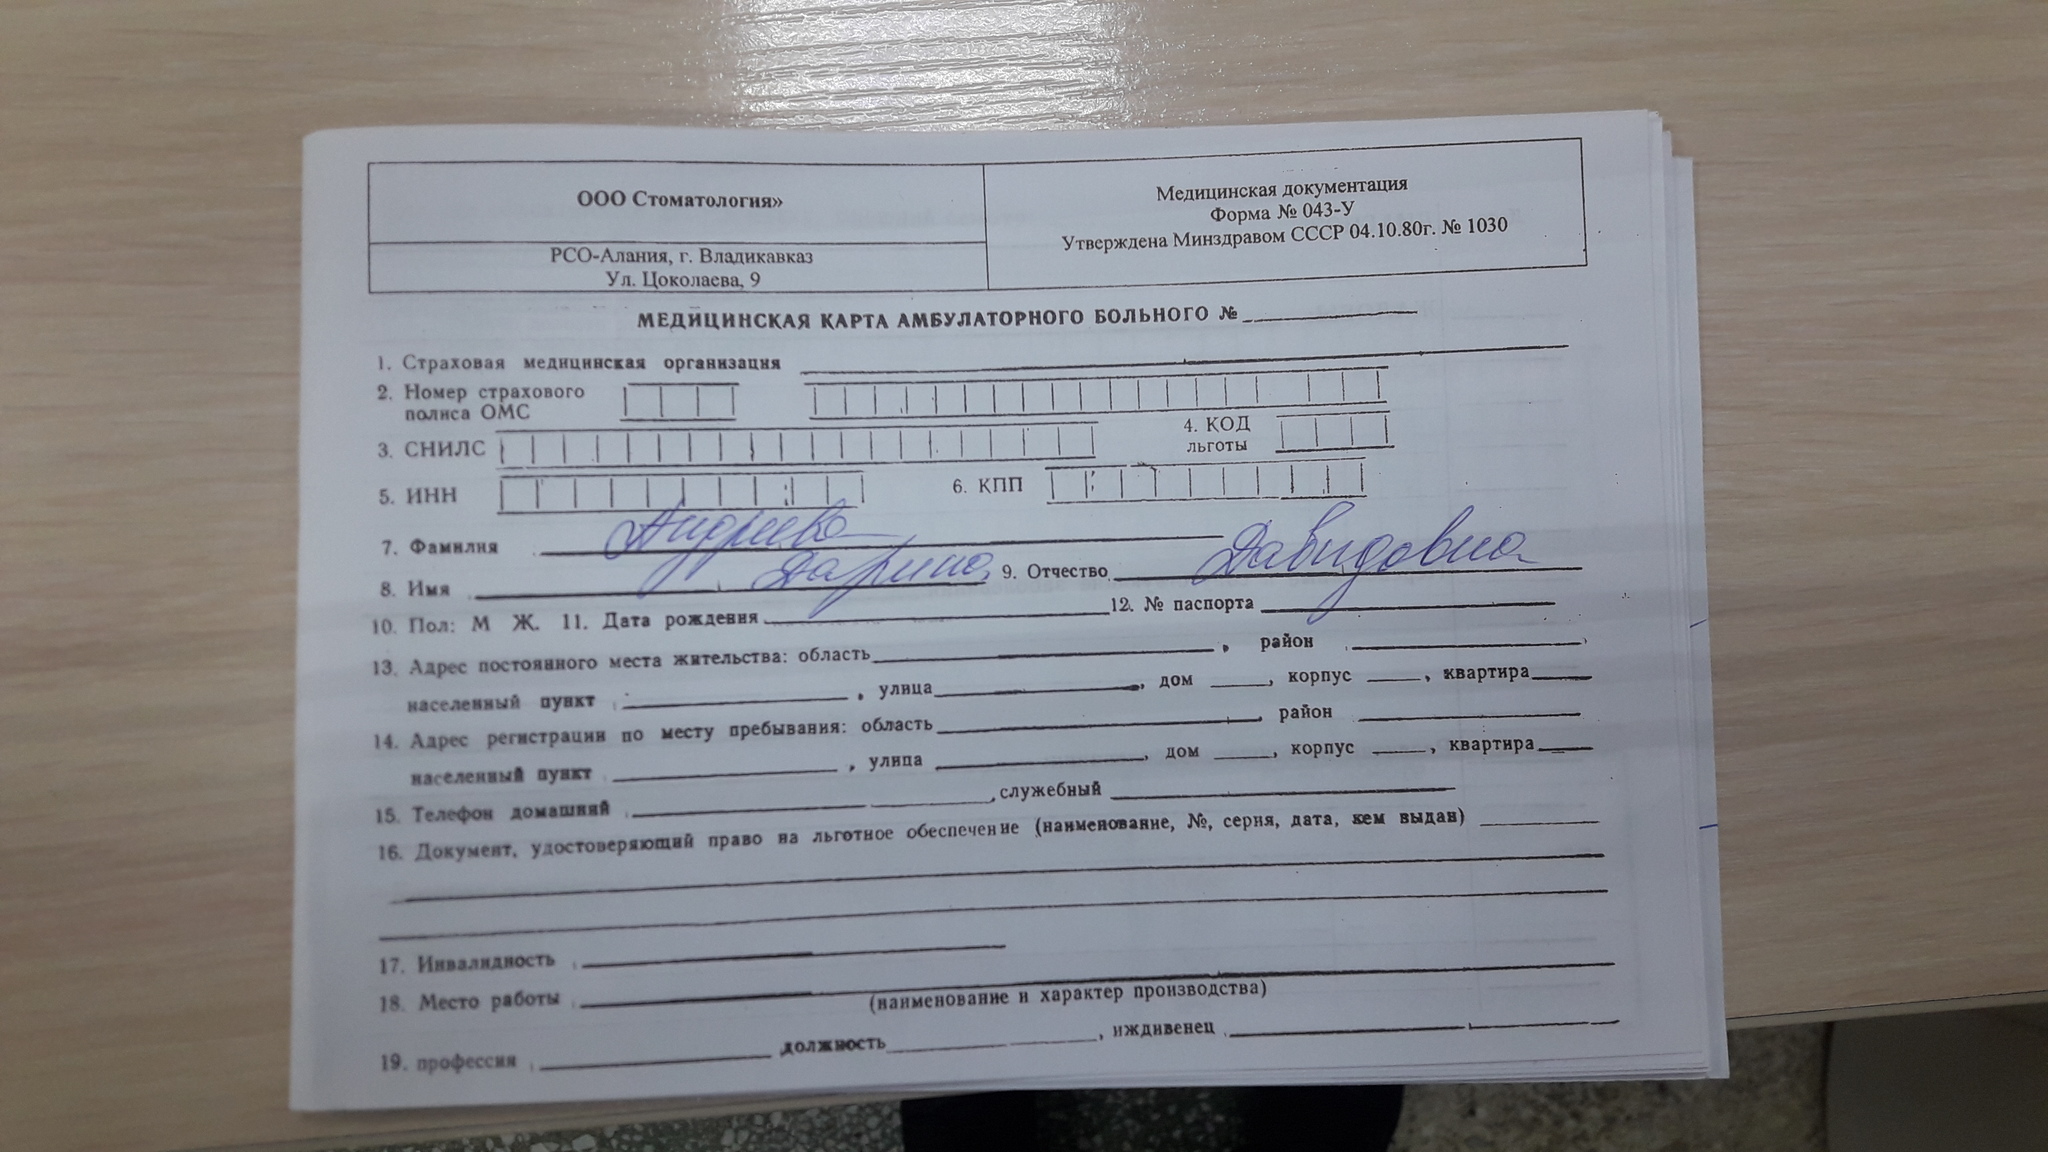 ООО Стоматология»
РСО-Алания, г. Владикавказ
Ул. Цоколаева, 9
Медицинская документация
Форма № 043-У
Утверждена Минздравом СССР 04.10.80г. № 1030
МЕДИЦИНСКАЯ КАРТА АМБУЛАТОРНОГО БОЛЬНОГО №
1. Страховая медицинская организация
2. Номер страхового
полиса ОМС
3. СНИЛС
4. КОД
льготы
5. ИНН 6. КПП
7. Фамилия Андреева
8. Имя Дарина 9. Отчество Давидовна
10. Пол: М Ж. 11. Дата рождения 12. № паспорта
13. Адрес постоянного места жительства: область , район
населенный пункт , улица , дом , корпус , квартира
14. Адрес регистрации по месту пребывания: область , район
населенный пункт , улица , дом , корпус , квартира
15. Телефон домашний , служебный
16. Документ, удостоверяющий право на льготное обеспечение (наименование, №, серия, дата, кем выдан)
17. Инвалидность
18. Место работы
(наименование и характер производства)
19. профессия должность , иждивенец